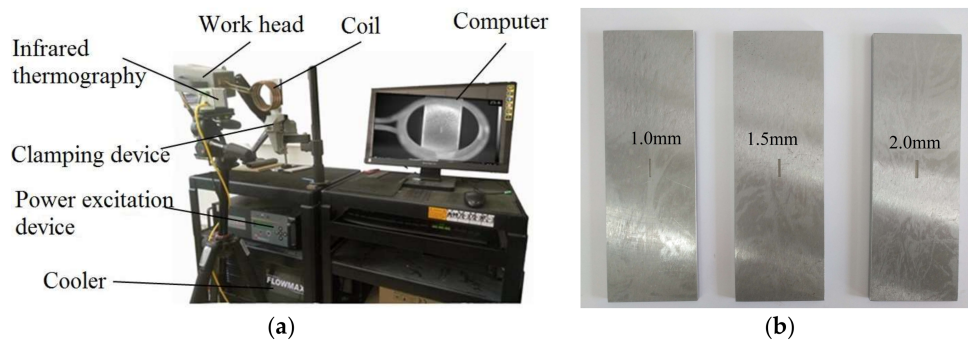 Work head
Coil
Computer
Infrared
thermography
Clamping device
Power excitation
device
Cooler
FLOWMAX
(a)
1.0mm
1.5mm
2.0mm
(b)